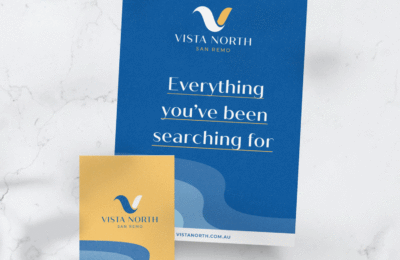 VISTA NORTH
SAN REMO
Everything
you've been
searching for
VISTANORTH.COM.AU
VISTA NORTH
SAN REMO